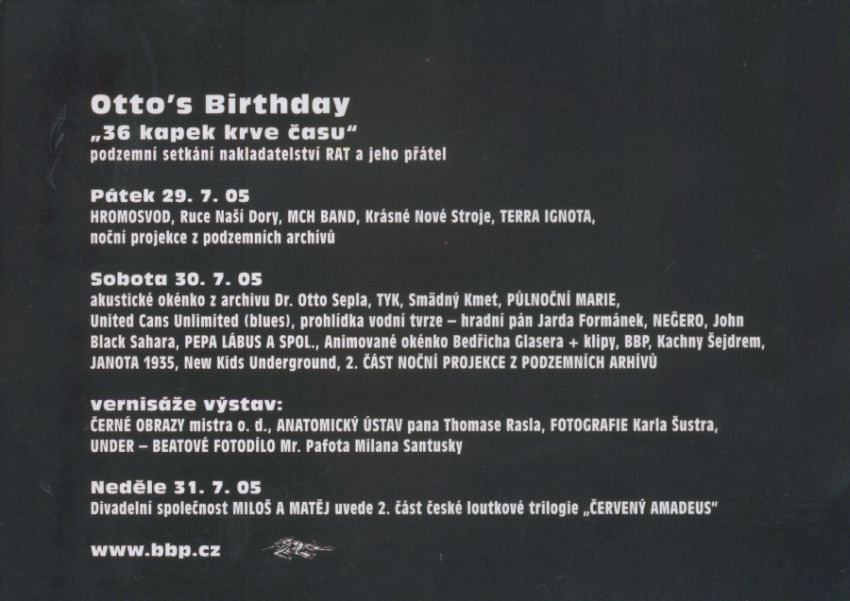 Otto's Birthday
„36 kapek krve času“
podzemní setkání nakladatelství RAT a jeho přátel
Pátek 29. 7. 05
HROMOSVOD, Ruce Naší Dory, MCH BAND, Krásné Nové Stroje, TERRA IGNOTA,
noční projekce z podzemních archívů
Sobota 30. 7. 05
akustické okénko z archivu Dr. Otto Sepla, TYK, Smädný Kmet, PŮLNOČNÍ MARIE,
United Cans Unlimited (blues), prohlídka vodní tvrze – hradní pán Jarda Formánek, NEĞERO, John
Black Sahara, PEPA LÁBUS A SPOL., Animované okénko Bedřicha Glasera + klipy, BBP, Kachny Šejdrem,
JANOTA 1935, New Kids Underground, 2. ČÁST NOČNÍ PROJEKCE Z PODZEMNÍCH ARHÍVŮ
vernisáže výstav:
ČERNÉ OBRAZY mistra o. d., ANATOMICKÝ ÚSTAV pana Thomase Rasla, FOTOGRAFIE Karla Šustra,
UNDER – BEATOVÉ FOTODÍLO Mr. Pafota Milana Santusky
Neděle 31. 7. 05
Divadelní společnost MILOŠ A MATĚJ uvede 2. část české loutkové trilogie „ČERVENÝ AMADEUS“
www.bbp.cz